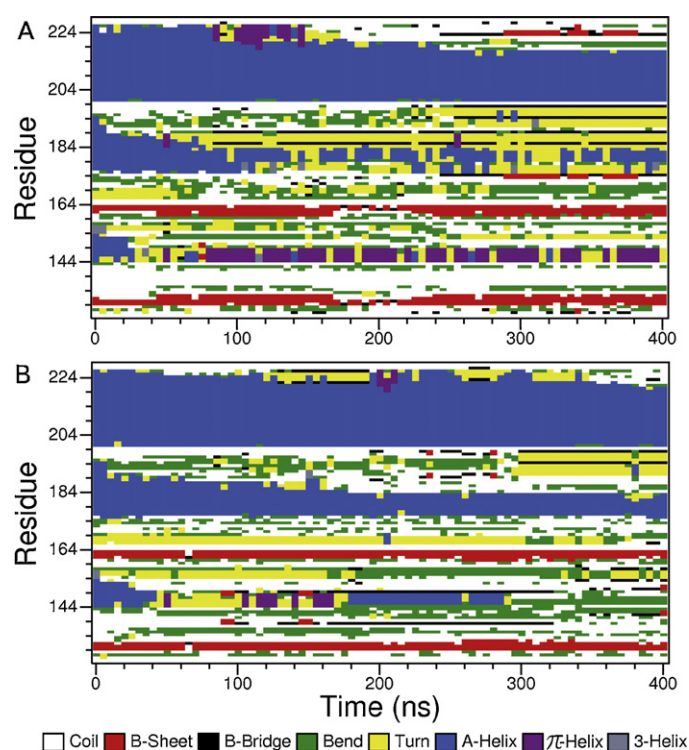 A
224
204
184
164
144
Residue
0 100 200 300 400
B
224
204
184
164
144
Residue
0 100 200 300 400
Time (ns)
Coil B-Sheet B-Bridge Bend Turn A-Helix π-Helix 3-Helix